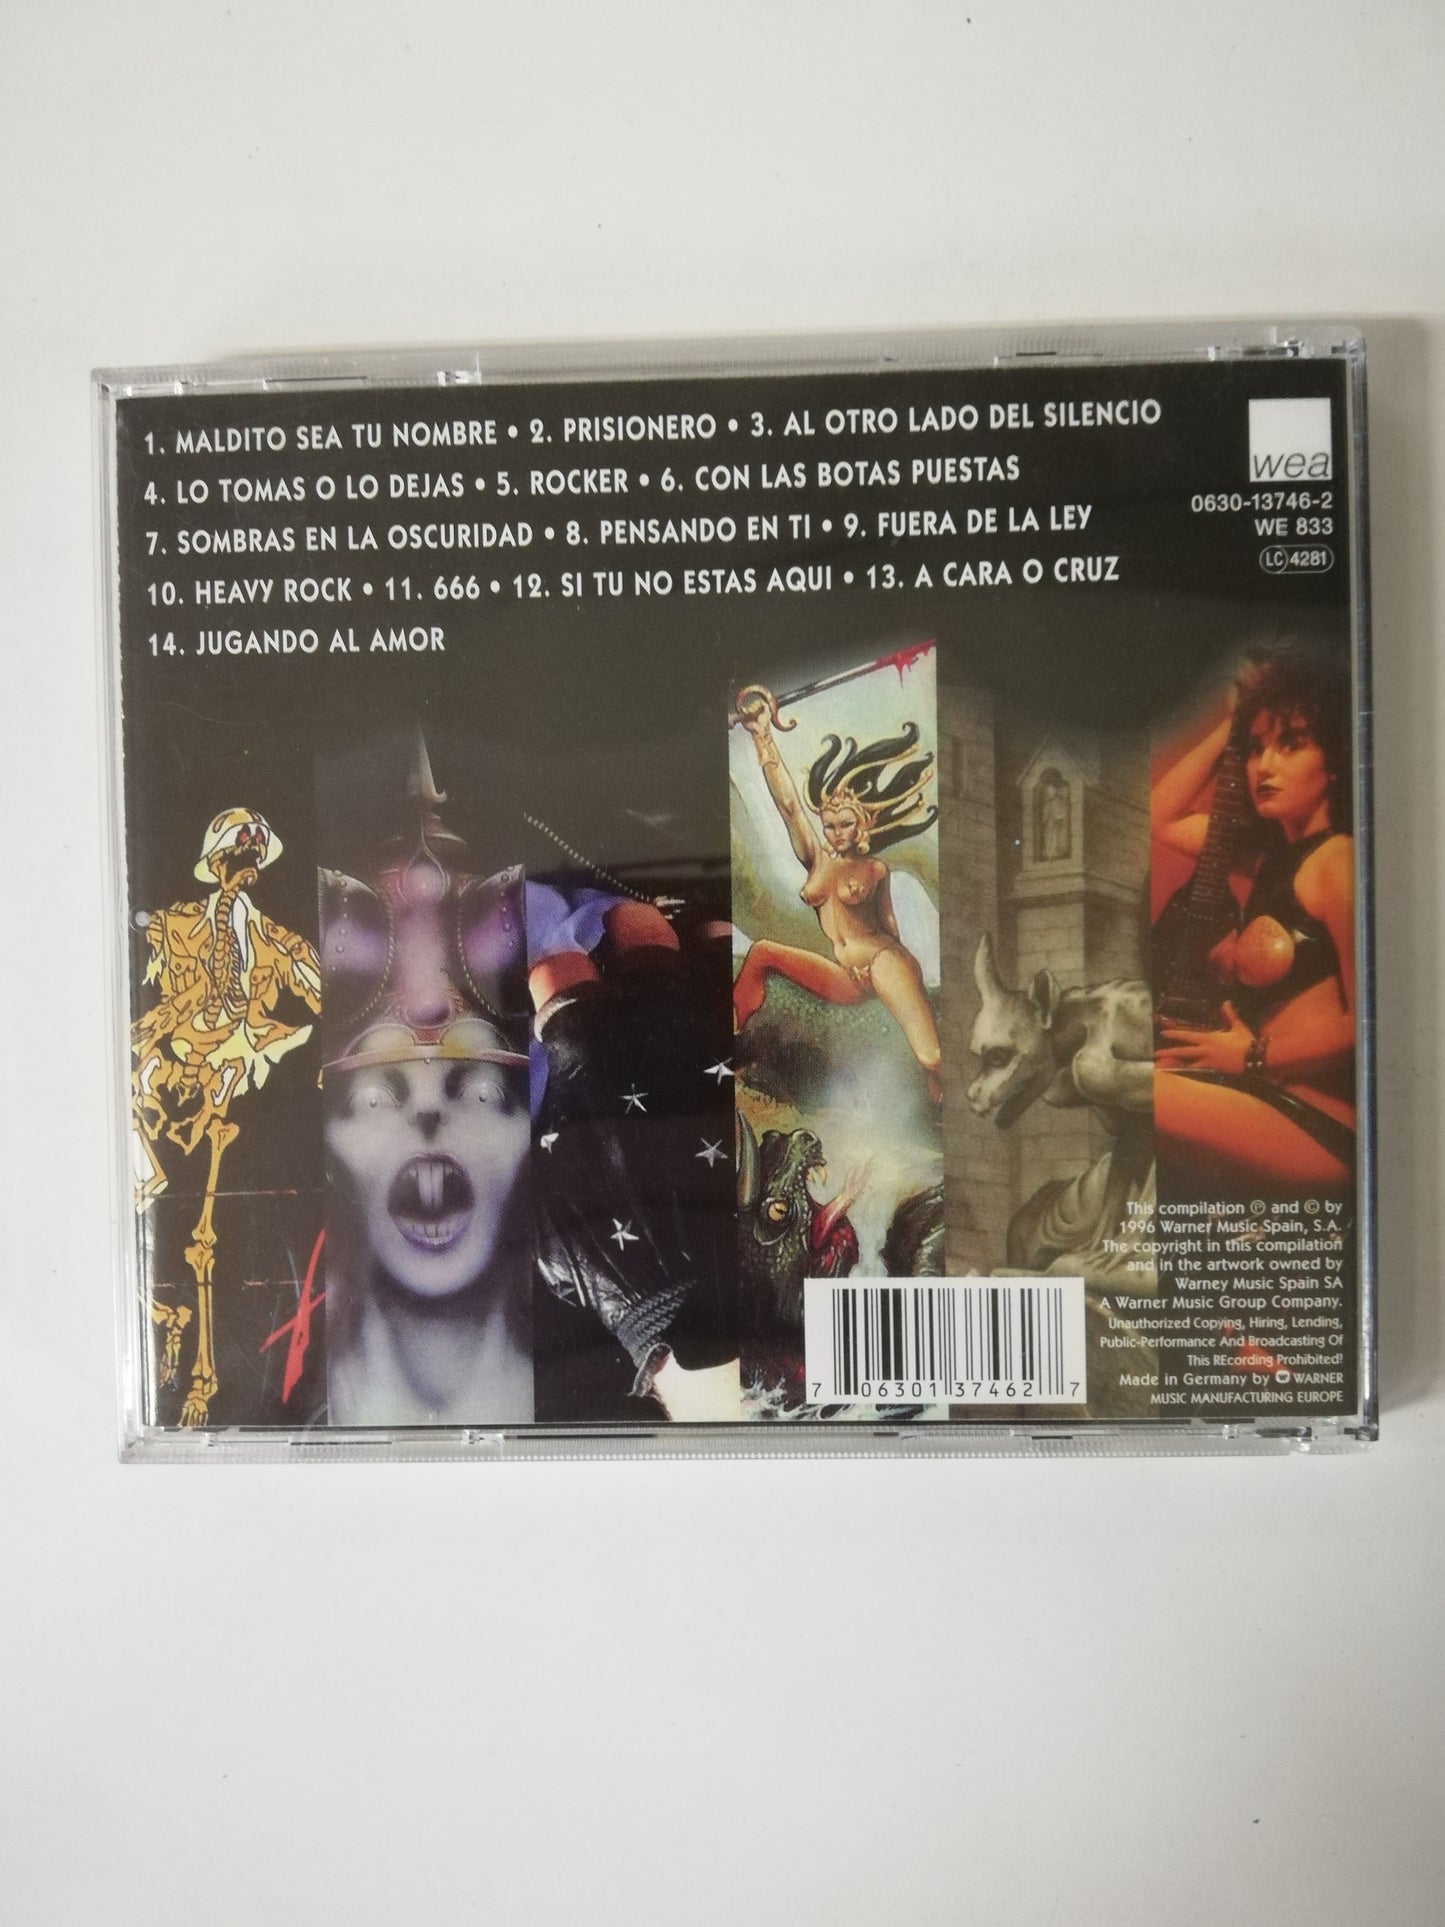 1. MALDITO SEA TU NOMBRE • 2. PRISIONERO • 3. AL OTRO LADO DEL SILENCIO
4. LO TOMAS O LO DEJAS • 5. ROCKER • 6. CON LAS BOTAS PUESTAS
7. SOMBRAS EN LA OSCURIDAD • 8. PENSANDO EN TI • 9. FUERA DE LA LEY
10. HEAVY ROCK • 11. 666 • 12. SI TU NO ESTAS AQUI • 13. A CARA O CRUZ
14. JUGANDO AL AMOR
wea
0630-13746-2
WE 833
LC 4281
This compilation ℗ and © by
1996 Warner Music Spain, S.A.
The copyright in this compilation
and in the artwork owned by
Warney Music Spain SA
A Warner Music Group Company.
Unauthorized Copying, Hiring, Lending,
Public-Performance And Broadcasting Of
This REcording Prohibited!
Made in Germany by WARNER
MUSIC MANUFACTURING EUROPE
7 06301 37462 7